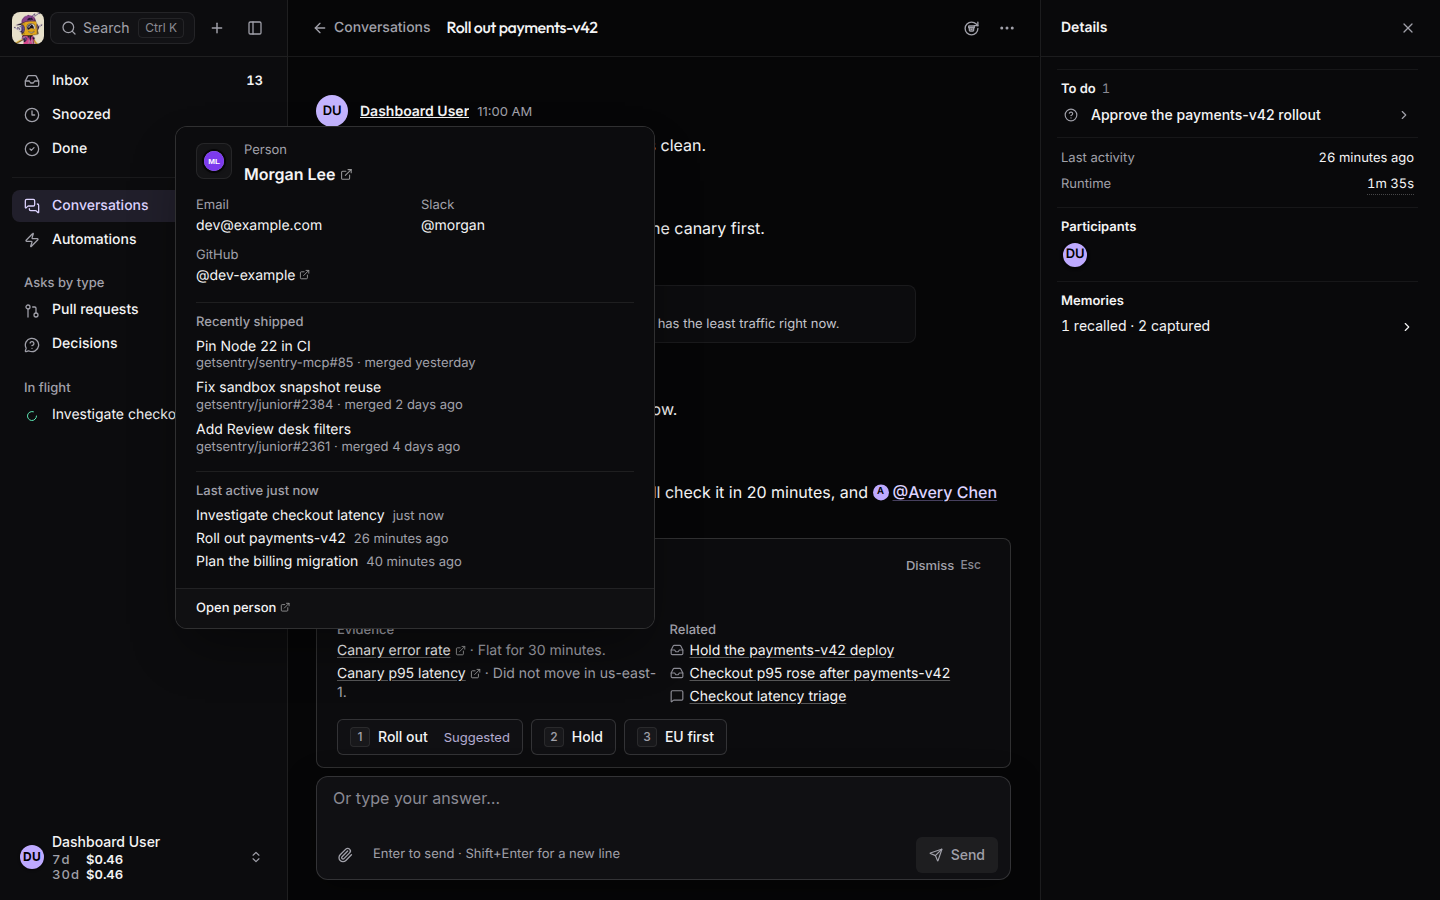 Search Ctrl K
Inbox 13
Snoozed
Done
Conversations
Automations
Asks by type
Pull requests
Decisions
In flight
Investigate checko
DU Dashboard User
7d $0.46
30d $0.46
Conversations Roll out payments-v42
DU Dashboard User 11:00 AM
clean.
e canary first.
has the least traffic right now.
ow.
ll check it in 20 minutes, and A @Avery Chen
ML Person
Morgan Lee
Email Slack
dev@example.com @morgan
GitHub
@dev-example
Recently shipped
Pin Node 22 in CI
getsentry/sentry-mcp#85 · merged yesterday
Fix sandbox snapshot reuse
getsentry/junior#2384 · merged 2 days ago
Add Review desk filters
getsentry/junior#2361 · merged 4 days ago
Last active just now
Investigate checkout latency just now
Roll out payments-v42 26 minutes ago
Plan the billing migration 40 minutes ago
Open person
Dismiss Esc
Evidence
Canary error rate · Flat for 30 minutes.
Canary p95 latency · Did not move in us-east-
1.
Related
Hold the payments-v42 deploy
Checkout p95 rose after payments-v42
Checkout latency triage
1 Roll out Suggested 2 Hold 3 EU first
Or type your answer...
Enter to send · Shift+Enter for a new line Send
Details
To do 1
Approve the payments-v42 rollout
Last activity 26 minutes ago
Runtime 1m 35s
Participants
DU
Memories
1 recalled · 2 captured